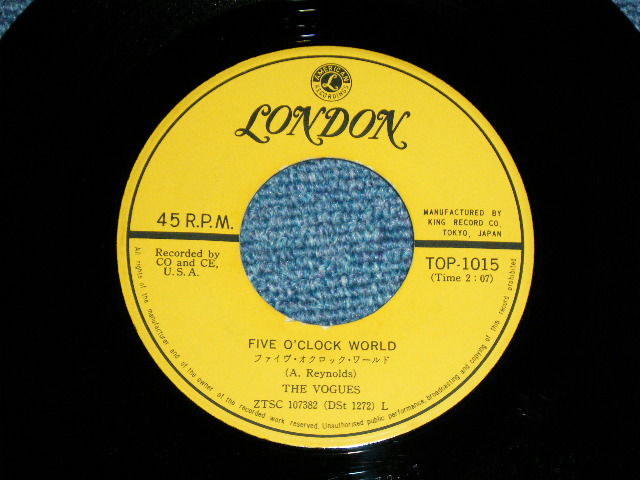 AMERICAN
L
RECORDINGS
LONDON
45 R.P.M.
MANUFACTURED BY
KING RECORD CO.
TOKYO, JAPAN
Recorded by
CO and CE,
U.S.A.
TOP-1015
(Time 2 : 07)
FIVE O'CLOCK WORLD
ファイヴ・オクロック・ワールド
(A. Reynolds)
THE VOGUES
ZTSC 107382 (DSt 1272) L
All rights of the manufacturer and of the owner of the recorded work reserved. Unauthorised public performance, broadcasting and copying of this record prohibited